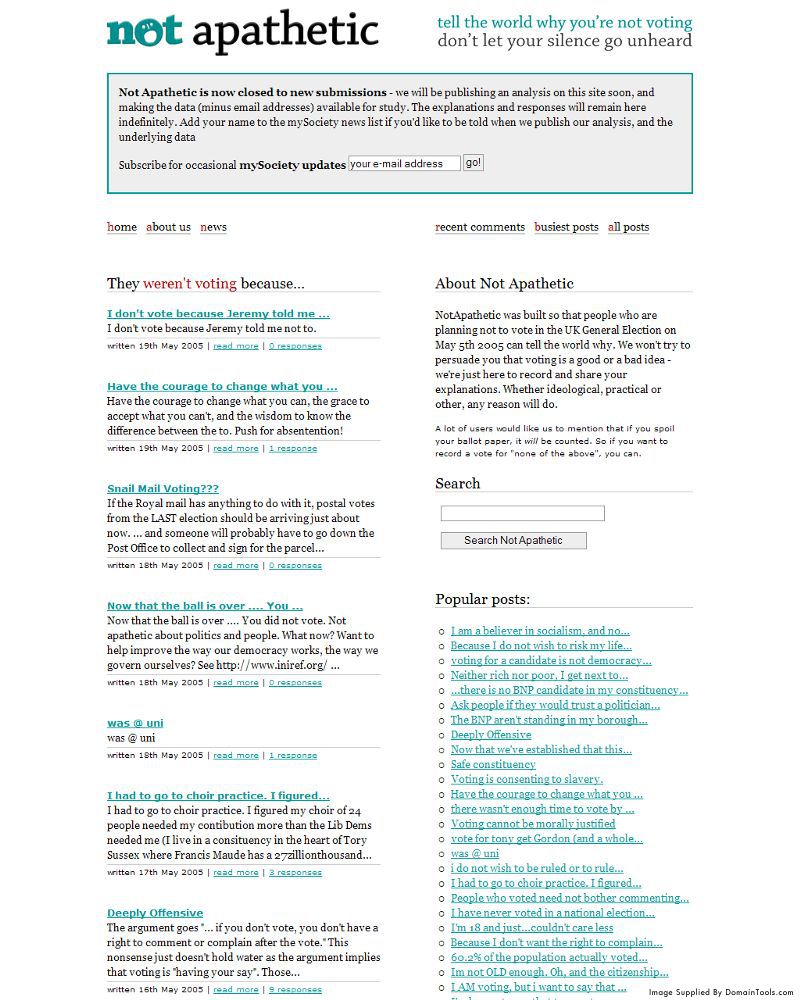 not apathetic
tell the world why you're not voting
don't let your silence go unheard
Not Apathetic is now closed to new submissions - we will be publishing an analysis on this site soon, and
making the data (minus email addresses) available for study. The explanations and responses will remain here
indefinitely. Add your name to the mySociety news list if you'd like to be told when we publish our analysis, and the
underlying data
Subscribe for occasional mySociety updates your e-mail address go!
home about us news
recent comments busiest posts all posts
They weren't voting because...
I don't vote because Jeremy told me ...
I don't vote because Jeremy told me not to.
written 19th May 2005 | read more | 0 responses
Have the courage to change what you ...
Have the courage to change what you can, the grace to
accept what you can't, and the wisdom to know the
difference between the to. Push for absentention!
written 19th May 2005 | read more | 1 response
Snail Mail Voting???
If the Royal mail has anything to do with it, postal votes
from the LAST election should be arriving just about
now. ... and someone will probably have to go down the
Post Office to collect and sign for the parcel...
written 18th May 2005 | read more | 0 responses
Now that the ball is over .... You ...
Now that the ball is over .... You did not vote. Not
apathetic about politics and people. What now? Want to
help improve the way our democracy works, the way we
govern ourselves? See http://www.iniref.org/ ...
written 18th May 2005 | read more | 0 responses
was @ uni
was @ uni
written 18th May 2005 | read more | 1 response
I had to go to choir practice. I figured...
I had to go to choir practice. I figured my choir of 24
people needed my contibution more than the Lib Dems
needed me (I live in a consituency in the heart of Tory
Sussex where Francis Maude has a 27zillionthousand...
written 17th May 2005 | read more | 3 responses
Deeply Offensive
The argument goes "... if you don't vote, you don't have a
right to comment or complain after the vote." This
nonsense just doesn't hold water as the argument implies
that voting is "having your say". Those...
written 16th May 2005 | read more | 9 responses
About Not Apathetic
NotApathetic was built so that people who are
planning not to vote in the UK General Election on
May 5th 2005 can tell the world why. We won't try to
persuade you that voting is a good or a bad idea -
we're just here to record and share your
explanations. Whether ideological, practical or
other, any reason will do.
A lot of users would like us to mention that if you spoil
your ballot paper, it will be counted. So if you want to
record a vote for "none of the above", you can.
Search
Search Not Apathetic
Popular posts:
I am a believer in socialism, and no...
Because I do not wish to risk my life...
voting for a candidate is not democracy...
Neither rich nor poor, I get next to...
...there is no BNP candidate in my constituency...
Ask people if they would trust a politician...
The BNP aren't standing in my borough...
Deeply Offensive
Now that we've established that this...
Safe constituency
Voting is consenting to slavery.
Have the courage to change what you ...
there wasn't enough time to vote by ...
Voting cannot be morally justified
vote for tony get Gordon (and a whole...
was @ uni
i do not wish to be ruled or to rule...
I had to go to choir practice. I figured...
People who voted need not bother commenting...
I have never voted in a national election...
I'm 18 and just...couldn't care less
Because I don't want the right to complain...
60.2% of the population actually voted...
Im not OLD enough. Oh, and the citizenship...
I AM voting, but i want to say that ...
Image Supplied By DomainTools.com